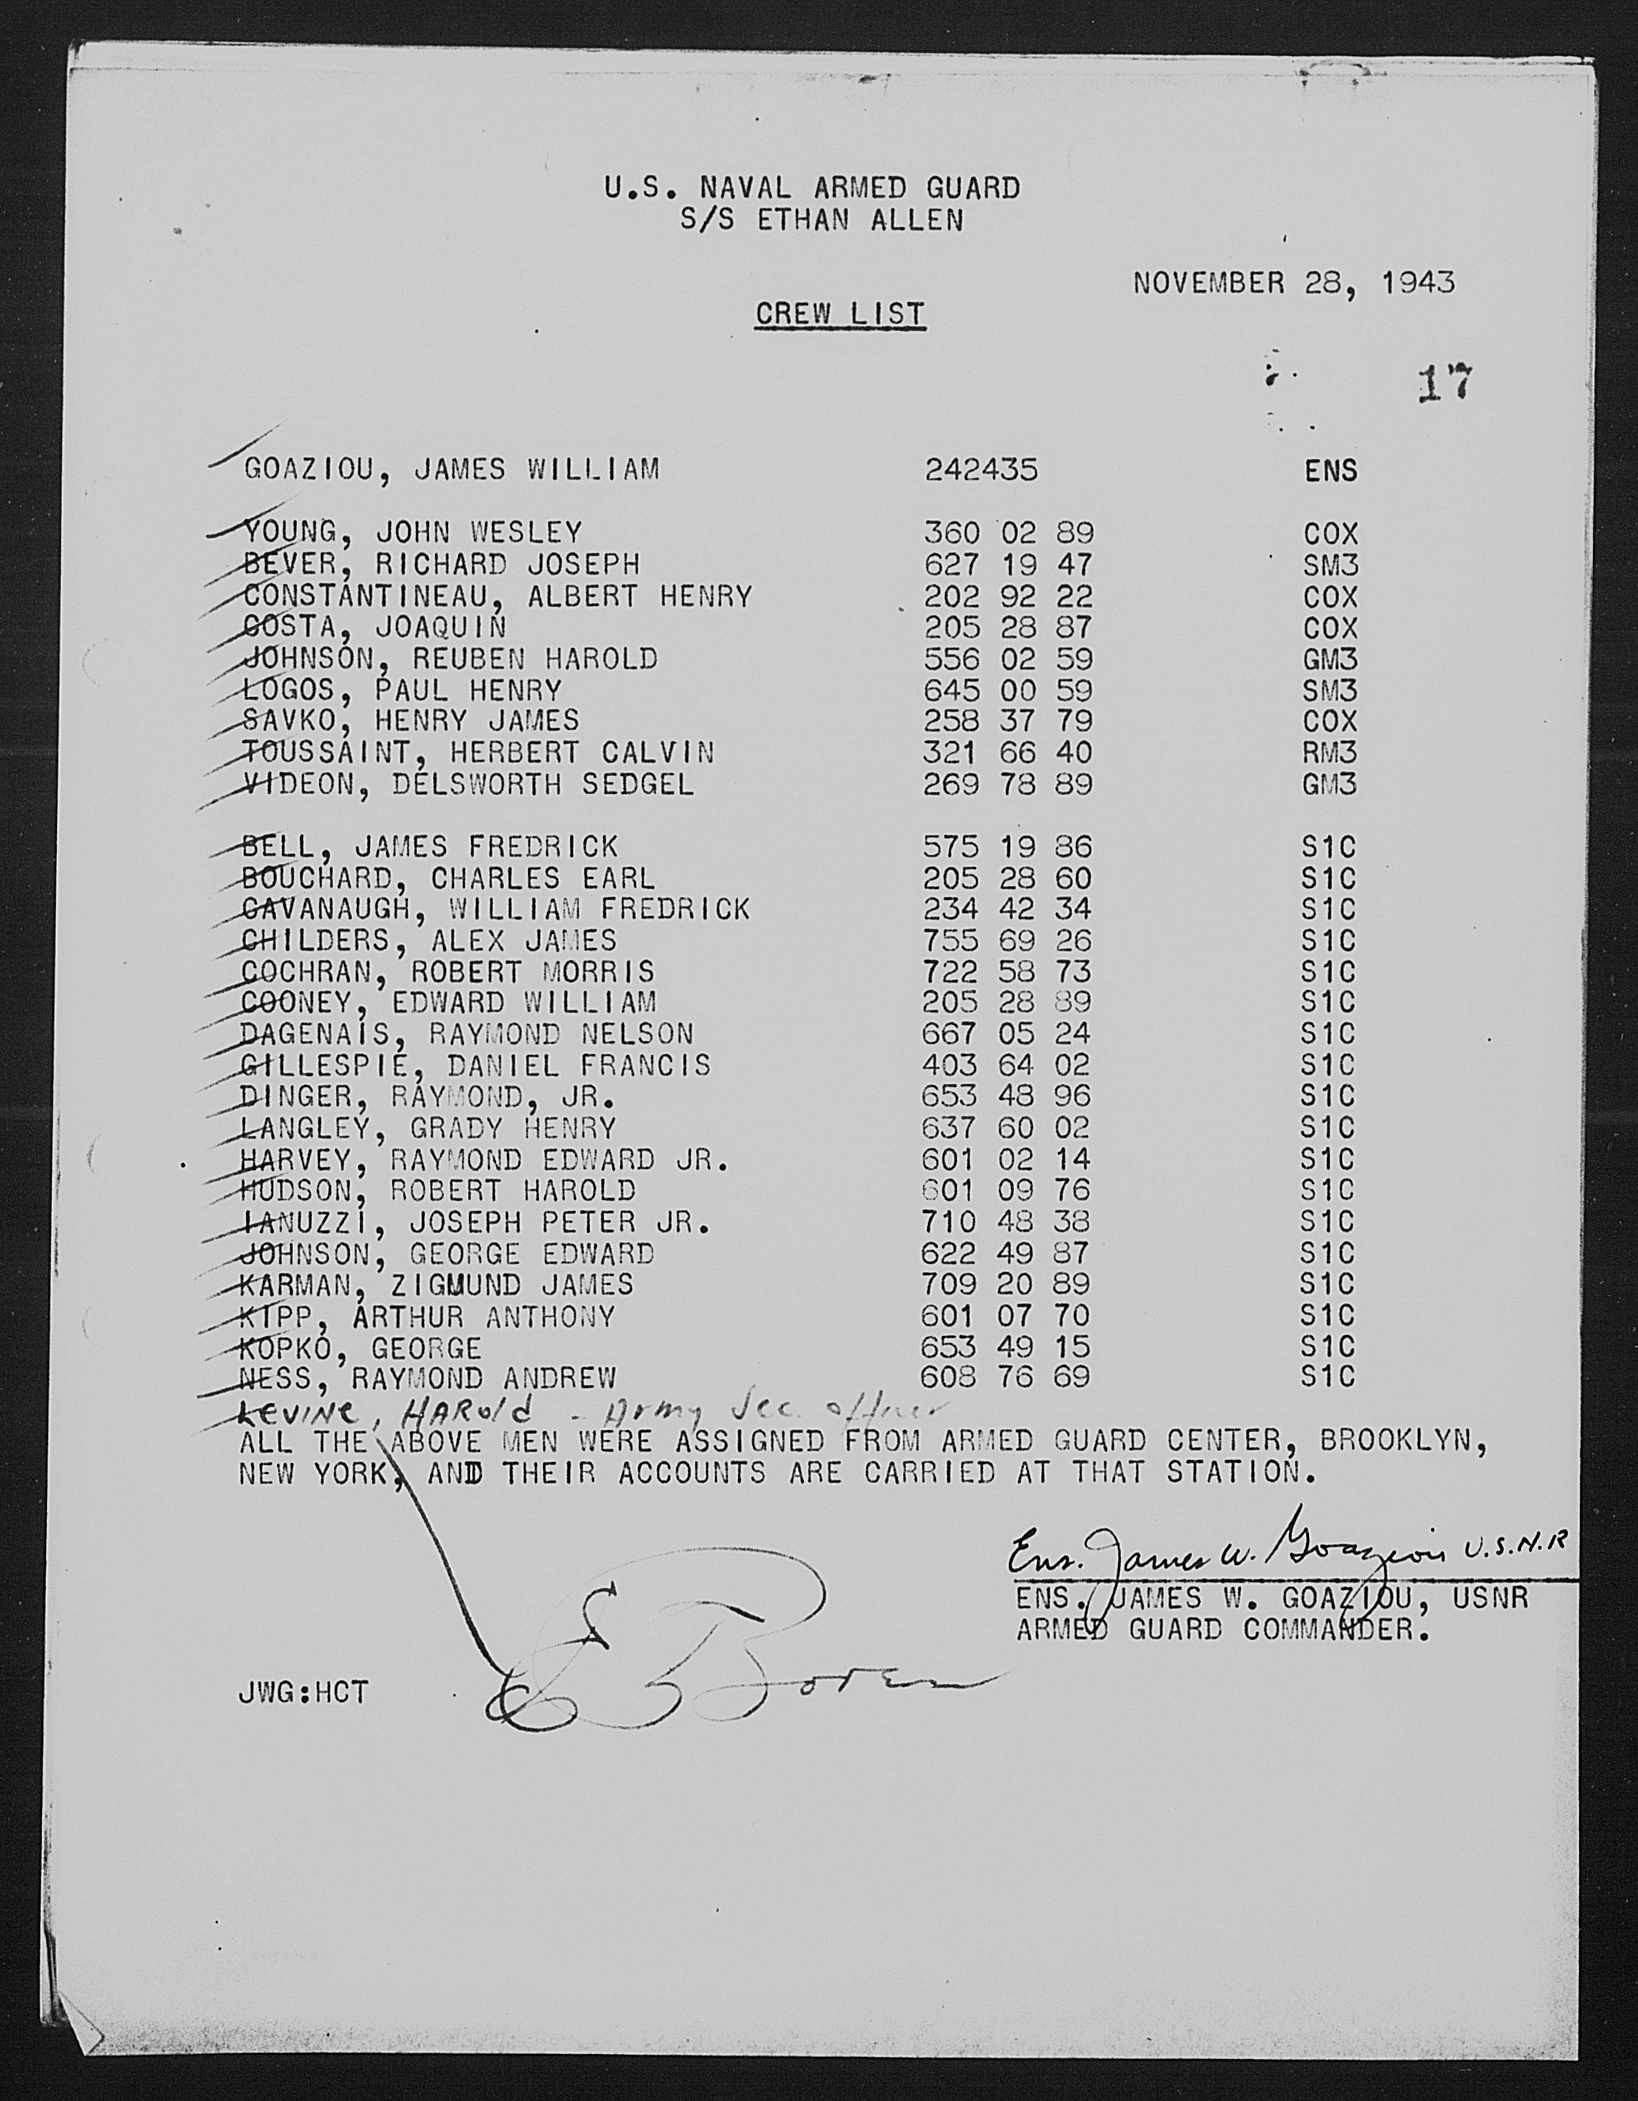 U.S. NAVAL ARMED GUARD
S/S ETHAN ALLEN
NOVEMBER 28, 1943
CREW LIST
17
GOAZIOU, JAMES WILLIAM 242435 ENS
YOUNG, JOHN WESLEY 360 02 89 COX
BEVER, RICHARD JOSEPH 627 19 47 SM3
CONSTANTINEAU, ALBERT HENRY 202 92 22 COX
COSTA, JOAQUIN 205 28 87 COX
JOHNSON, REUBEN HAROLD 556 02 59 GM3
LOGOS, PAUL HENRY 645 00 59 SM3
SAVKO, HENRY JAMES 258 37 79 COX
TOUSSAINT, HERBERT CALVIN 321 66 40 RM3
VIDEON, DELSWORTH SEDGEL 269 78 89 GM3
BELL, JAMES FREDRICK 575 19 86 S1C
BOUCHARD, CHARLES EARL 205 28 60 S1C
CAVANAUGH, WILLIAM FREDRICK 234 42 34 S1C
CHILDERS, ALEX JAMES 755 69 26 S1C
COCHRAN, ROBERT MORRIS 722 58 73 S1C
COONEY, EDWARD WILLIAM 205 28 89 S1C
DAGENAIS, RAYMOND NELSON 667 05 24 S1C
GILLESPIE, DANIEL FRANCIS 403 64 02 S1C
DINGER, RAYMOND, JR. 653 48 96 S1C
LANGLEY, GRADY HENRY 637 60 02 S1C
HARVEY, RAYMOND EDWARD JR. 601 02 14 S1C
HUDSON, ROBERT HAROLD 601 09 76 S1C
IANUZZI, JOSEPH PETER JR. 710 48 38 S1C
JOHNSON, GEORGE EDWARD 622 49 87 S1C
KARMAN, ZIGMUND JAMES 709 20 89 S1C
KIPP, ARTHUR ANTHONY 601 07 70 S1C
KOPKO, GEORGE 653 49 15 S1C
NESS, RAYMOND ANDREW 608 76 69 S1C
Levine, Harold - Army Sec. officer
ALL THE ABOVE MEN WERE ASSIGNED FROM ARMED GUARD CENTER, BROOKLYN,
NEW YORK, AND THEIR ACCOUNTS ARE CARRIED AT THAT STATION.
Ens. James W. Goaziou U.S.N.R
ENS. JAMES W. GOAZIOU, USNR
ARMED GUARD COMMANDER.
JWG:HCT